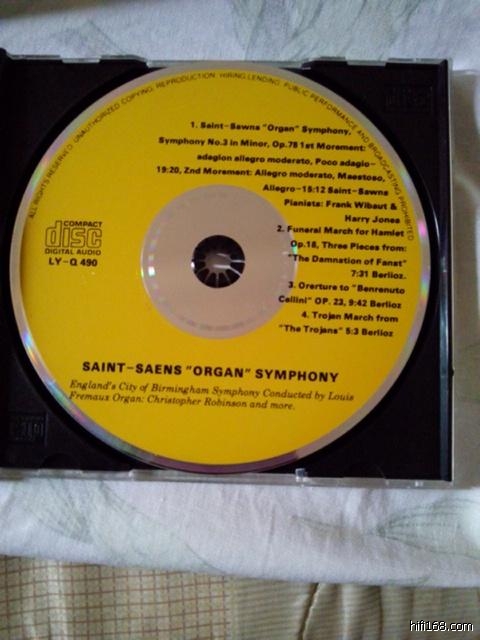 ALL RIGHTS RESERVED. UNAUTHORIZED COPYING, REPRODUCTION. HIRING, LENDING. PUBLIC PERFORMANCE AND BROADCASTING PROHIBITED
1. Saint-Sawns "Organ" Symphony,
Symphony No.3 in Minor, Op.78 1st Morement:
adagion allegro moderato, Poco adagio-
19:20, Znd Morement: Allegro moderato, Maestoso,
Allegro-15:12 Saint-Sawns
Pianists: Frank Wibaut &
Harry Jones
2. Funeral March for Hamlet
Op.18, Three Pieces from:
"The Damnation of Fanst"
7:31 Berlioz.
3. Orerture to "Benrenuto
Cellini" OP. 23, 9:42 Berlioz
4. Trojan March from
"The Trojans" 5:3 Berlioz
COMPACT
disc
DIGITAL AUDIO
LY-Q 490
SAINT-SAENS "ORGAN" SYMPHONY
England's City of Birmingham Symphony Conducted by Louis
Fremaux Organ: Christopher Robinson and more.
hifi168.com